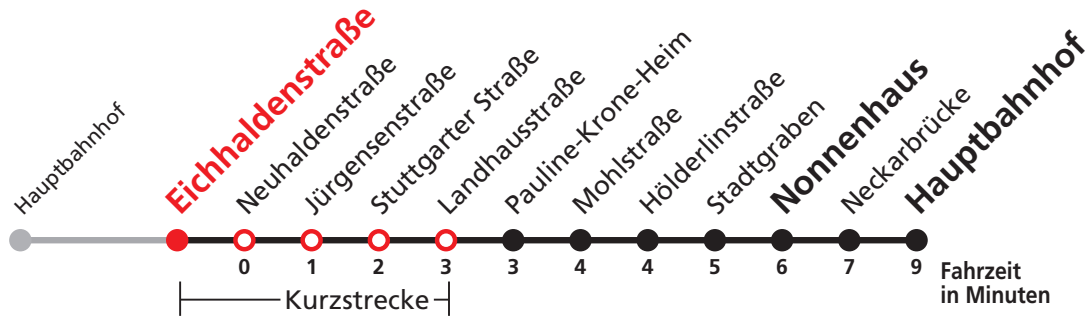 Hauptbahnhof
Eichhaldenstraße
Neuhaldenstraße
Jürgensenstraße
Stuttgarter Straße
Landhausstraße
Pauline-Krone-Heim
Mohlstraße
Hölderlinstraße
Stadtgraben
Nonnenhaus
Neckarbrücke
Hauptbahnhof
0 1 2 3 3 4 4 5 6 7 9
Fahrzeit
in Minuten
Kurzstrecke